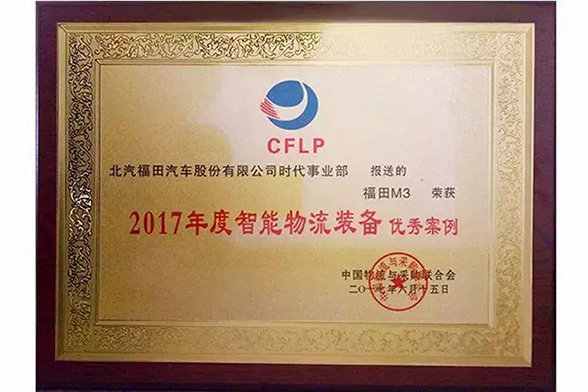 CFLP
北汽福田汽车股份有限公司时代事业部 报送的
福田M3 荣获
2017年度智能物流装备 优秀案例
中国物流与采购联合会
二〇一七年六月十五日